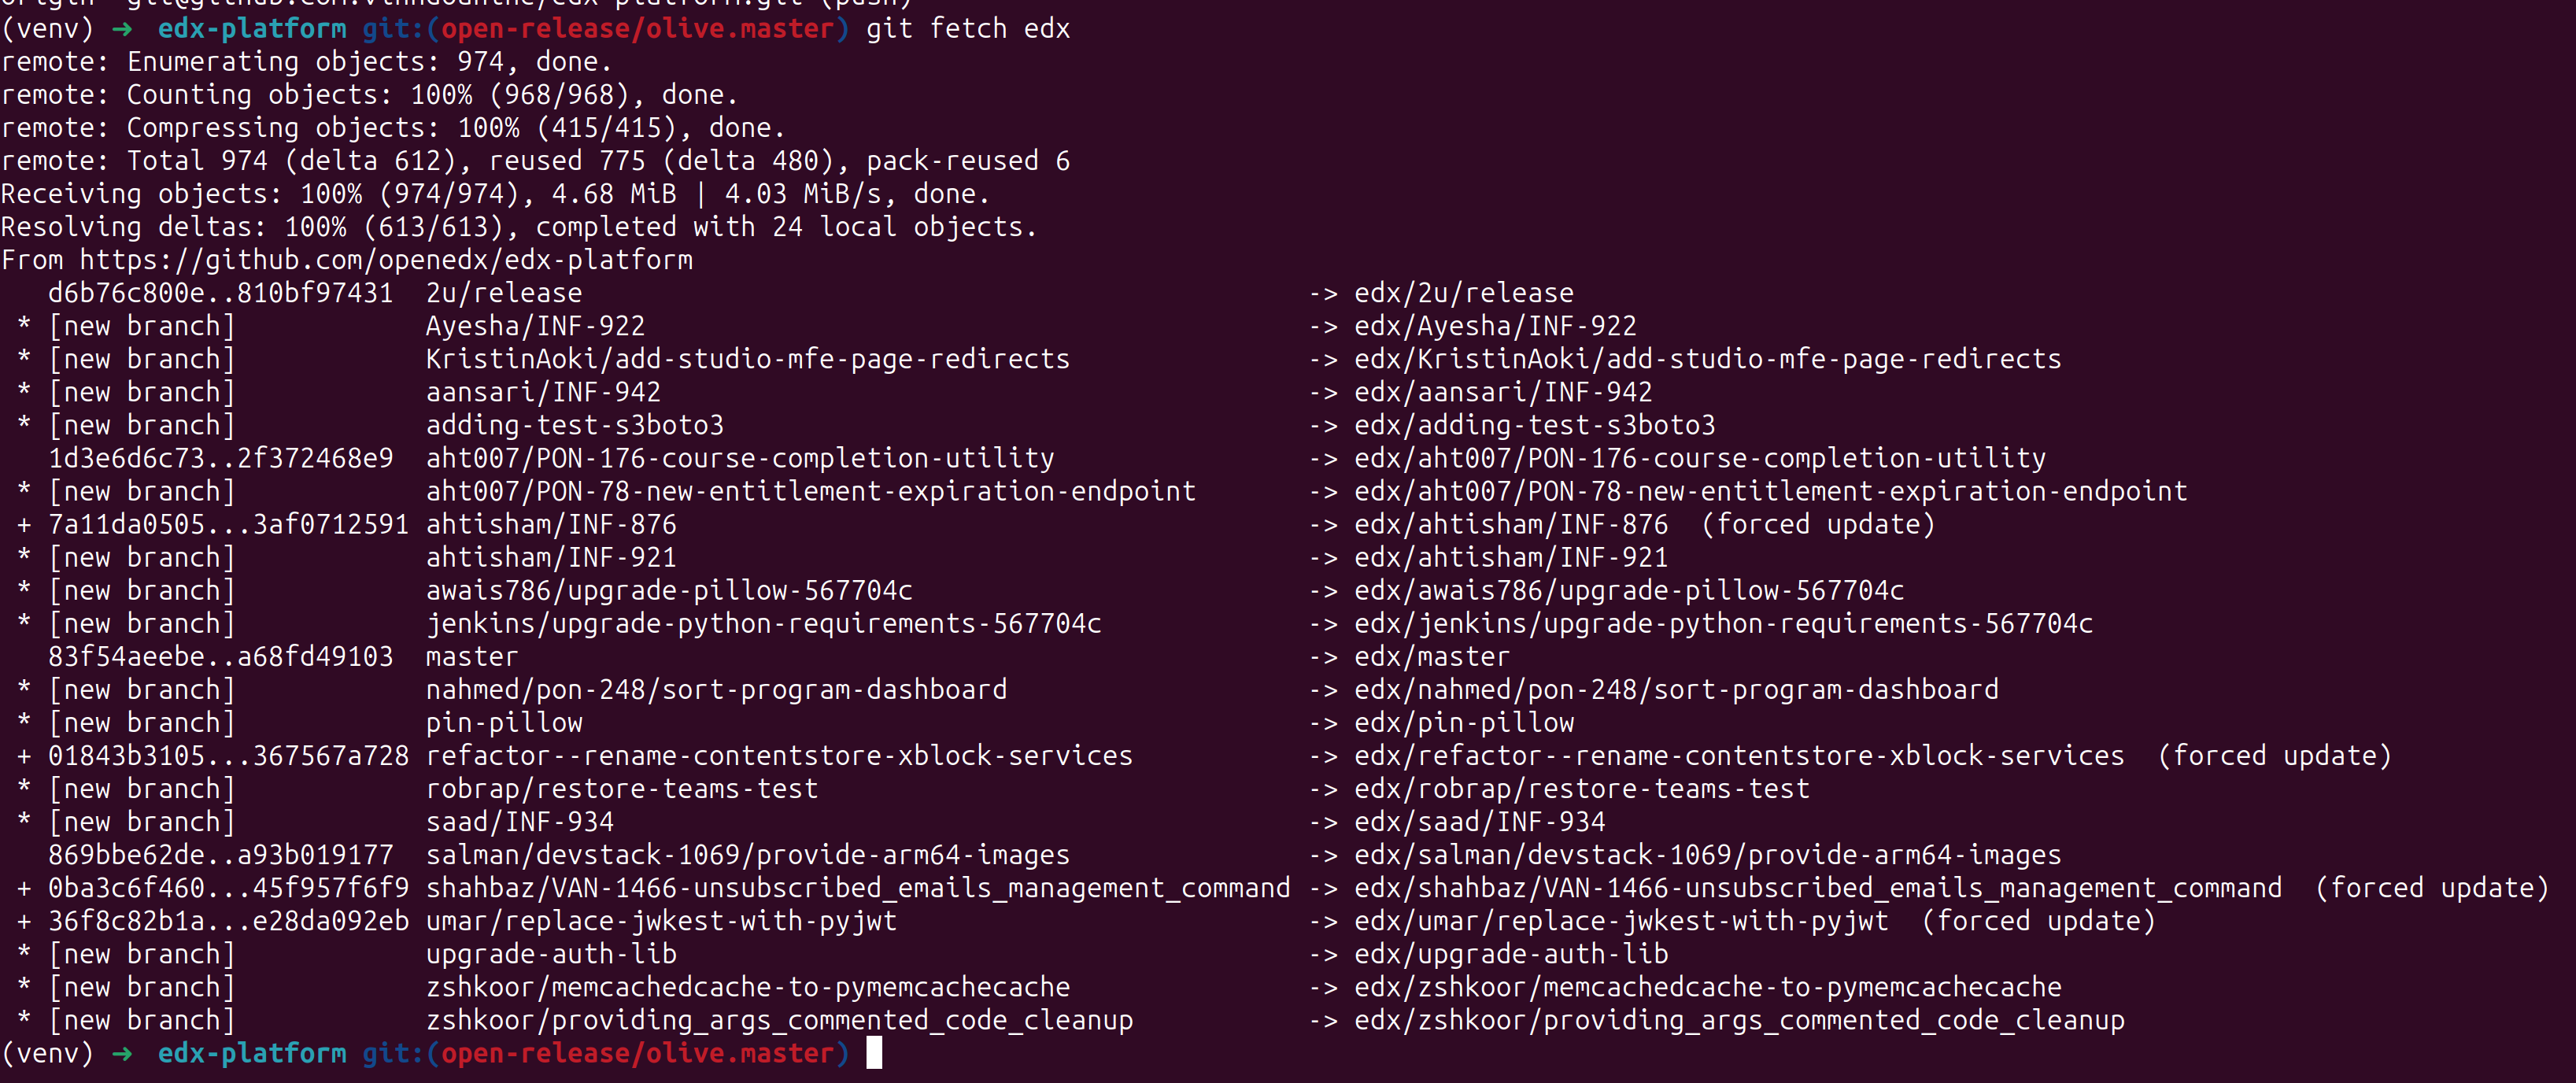 (venv) ➜  edx-platform git:(open-release/olive.master) git fetch edx
remote: Enumerating objects: 974, done.
remote: Counting objects: 100% (968/968), done.
remote: Compressing objects: 100% (415/415), done.
remote: Total 974 (delta 612), reused 775 (delta 480), pack-reused 6
Receiving objects: 100% (974/974), 4.68 MiB | 4.03 MiB/s, done.
Resolving deltas: 100% (613/613), completed with 24 local objects.
From https://github.com/openedx/edx-platform
   d6b76c800e..810bf97431  2u/release -> edx/2u/release
 * [new branch] Ayesha/INF-922 -> edx/Ayesha/INF-922
 * [new branch] KristinAoki/add-studio-mfe-page-redirects -> edx/KristinAoki/add-studio-mfe-page-redirects
 * [new branch] aansari/INF-942 -> edx/aansari/INF-942
 * [new branch] adding-test-s3boto3 -> edx/adding-test-s3boto3
   1d3e6d6c73..2f372468e9  aht007/PON-176-course-completion-utility -> edx/aht007/PON-176-course-completion-utility
 * [new branch] aht007/PON-78-new-entitlement-expiration-endpoint -> edx/aht007/PON-78-new-entitlement-expiration-endpoint
 + 7a11da0505...3af0712591 ahtisham/INF-876 -> edx/ahtisham/INF-876  (forced update)
 * [new branch] ahtisham/INF-921 -> edx/ahtisham/INF-921
 * [new branch] awais786/upgrade-pillow-567704c -> edx/awais786/upgrade-pillow-567704c
 * [new branch] jenkins/upgrade-python-requirements-567704c -> edx/jenkins/upgrade-python-requirements-567704c
   83f54aeebe..a68fd49103  master -> edx/master
 * [new branch] nahmed/pon-248/sort-program-dashboard -> edx/nahmed/pon-248/sort-program-dashboard
 * [new branch] pin-pillow -> edx/pin-pillow
 + 01843b3105...367567a728 refactor--rename-contentstore-xblock-services -> edx/refactor--rename-contentstore-xblock-services  (forced update)
 * [new branch] robrap/restore-teams-test -> edx/robrap/restore-teams-test
 * [new branch] saad/INF-934 -> edx/saad/INF-934
   869bbe62de..a93b019177  salman/devstack-1069/provide-arm64-images -> edx/salman/devstack-1069/provide-arm64-images
 + 0ba3c6f460...45f957f6f9 shahbaz/VAN-1466-unsubscribed_emails_management_command -> edx/shahbaz/VAN-1466-unsubscribed_emails_management_command  (forced update)
 + 36f8c82b1a...e28da092eb umar/replace-jwkest-with-pyjwt -> edx/umar/replace-jwkest-with-pyjwt  (forced update)
 * [new branch] upgrade-auth-lib -> edx/upgrade-auth-lib
 * [new branch] zshkoor/memcachedcache-to-pymemcachecache -> edx/zshkoor/memcachedcache-to-pymemcachecache
 * [new branch] zshkoor/providing_args_commented_code_cleanup -> edx/zshkoor/providing_args_commented_code_cleanup
(venv) ➜  edx-platform git:(open-release/olive.master)